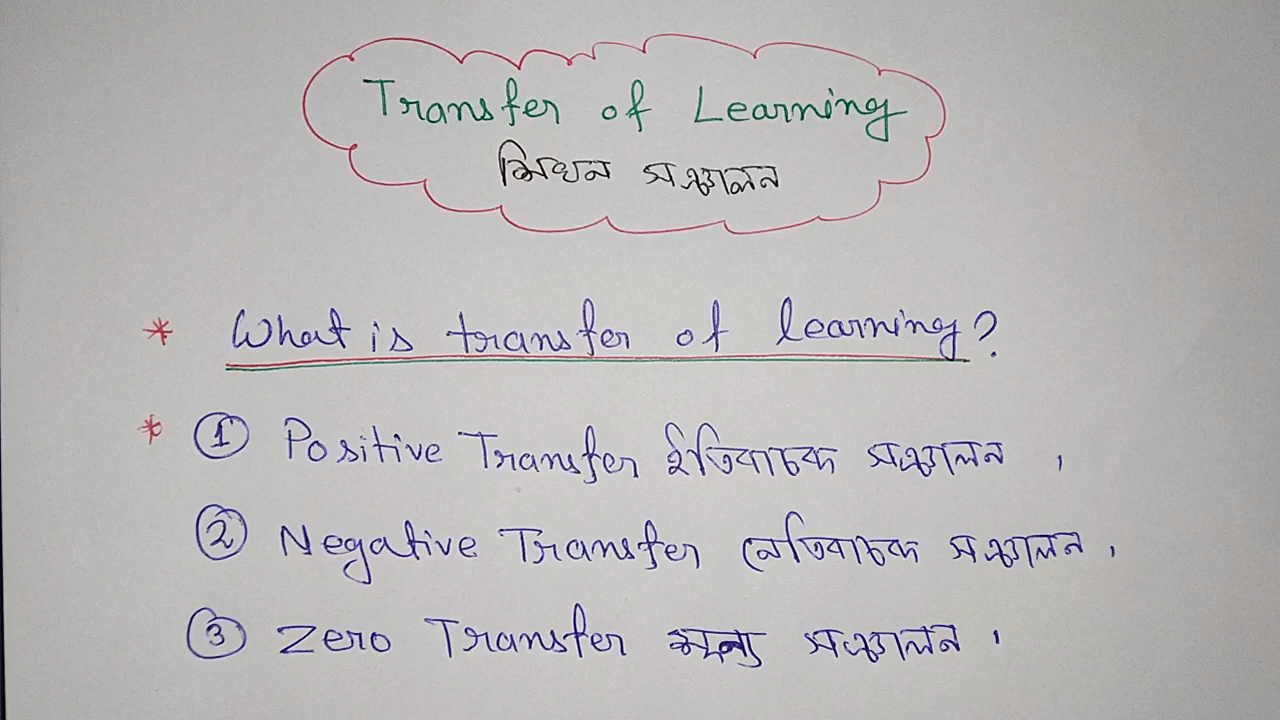 Transfer of Learning
শিখন সঞ্চালন
* What is transfer of learning?
* ① Positive Transfer ইতিবাচক সঞ্চালন ,
② Negative Transfer নেতিবাচক সঞ্চালন ,
③ Zero Transfer শূন্য সঞ্চালন ,